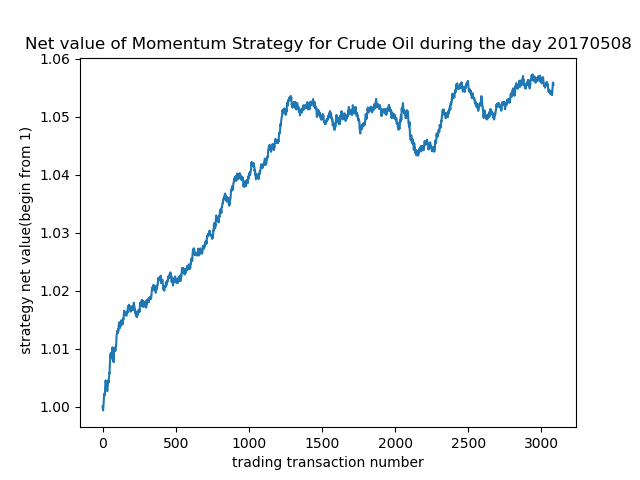 Net value of Momentum Strategy for Crude Oil during the day 20170508
1.06
1.05
1.04
1.03
1.02
1.01
1.00
strategy net value(begin from 1)
0 500 1000 1500 2000 2500 3000
trading transaction number